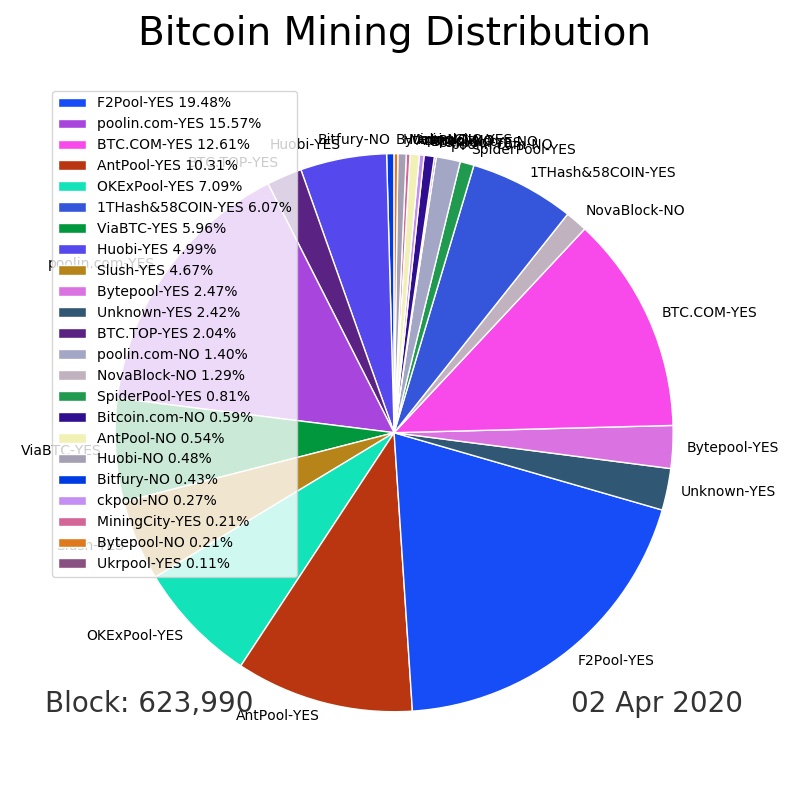 Bitcoin Mining Distribution
F2Pool-YES 19.48%
poolin.com-YES 15.57%
BTC.COM-YES 12.61%
AntPool-YES 10.31%
OKExPool-YES 7.09%
1THash&58COIN-YES 6.07%
ViaBTC-YES 5.96%
Huobi-YES 4.99%
Slush-YES 4.67%
Bytepool-YES 2.47%
Unknown-YES 2.42%
BTC.TOP-YES 2.04%
poolin.com-NO 1.40%
NovaBlock-NO 1.29%
SpiderPool-YES 0.81%
Bitcoin.com-NO 0.59%
AntPool-NO 0.54%
Huobi-NO 0.48%
Bitfury-NO 0.43%
ckpool-NO 0.27%
MiningCity-YES 0.21%
Bytepool-NO 0.21%
Ukrpool-YES 0.11%
Bitfury-NO
Huobi-YES
BTC.TOP-YES
poolin.com-YES
ViaBTC-YES
OKExPool-YES
AntPool-YES
F2Pool-YES
Unknown-YES
Bytepool-YES
BTC.COM-YES
NovaBlock-NO
1THash&58COIN-YES
SpiderPool-YES
Block: 623,990
02 Apr 2020